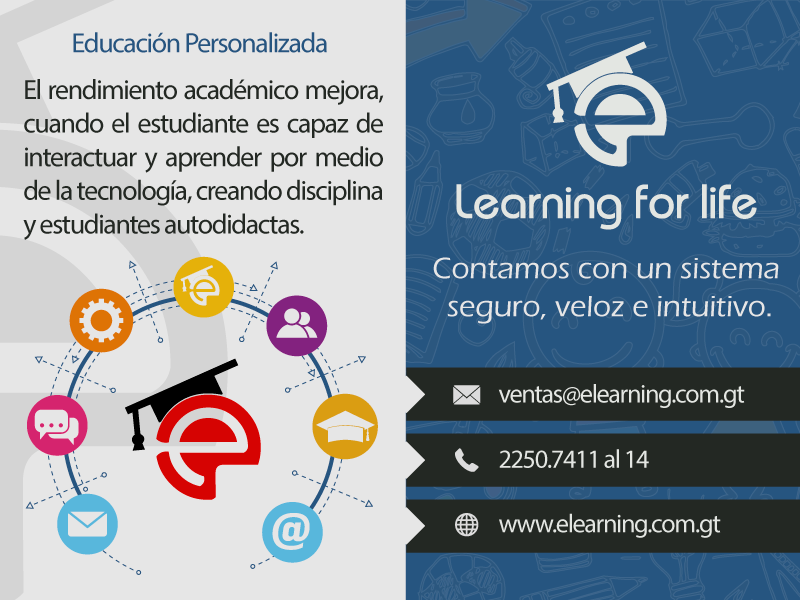 Educación Personalizada
El rendimiento académico mejora,
cuando el estudiante es capaz de
interactuar y aprender por medio
de la tecnología, creando disciplina
y estudiantes autodidactas.
e
e
@
e
Learning for life
Contamos con un sistema
seguro, veloz e intuitivo.
ventas@elearning.com.gt
2250.7411 al 14
www.elearning.com.gt